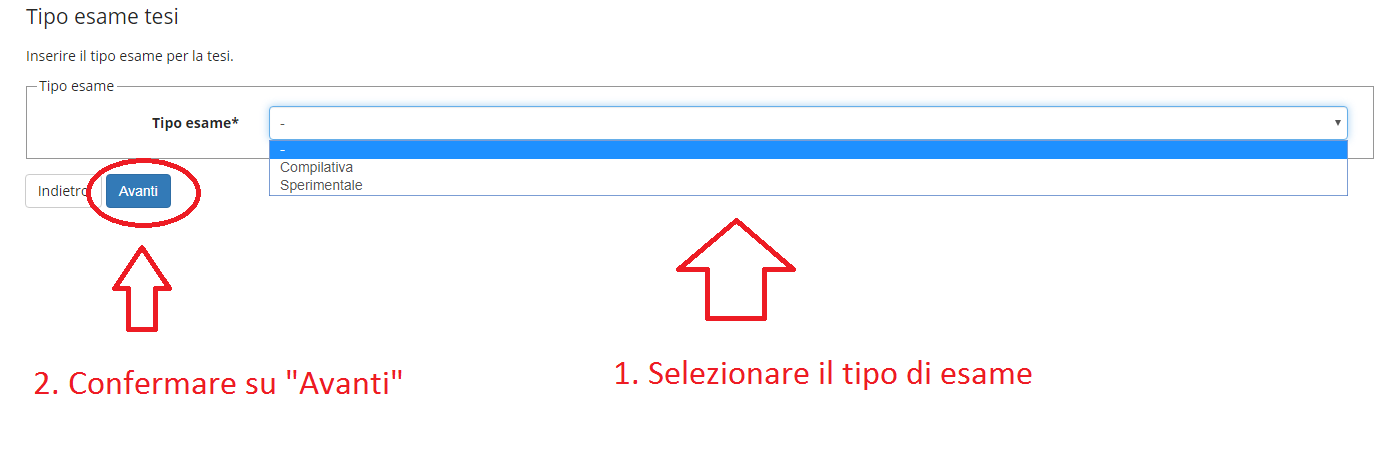 Tipo esame tesi
Inserire il tipo esame per la tesi.
Tipo esame
Tipo esame*
-
-
Compilativa
Sperimentale
Indietro
Avanti
1. Selezionare il tipo di esame
2. Confermare su "Avanti"